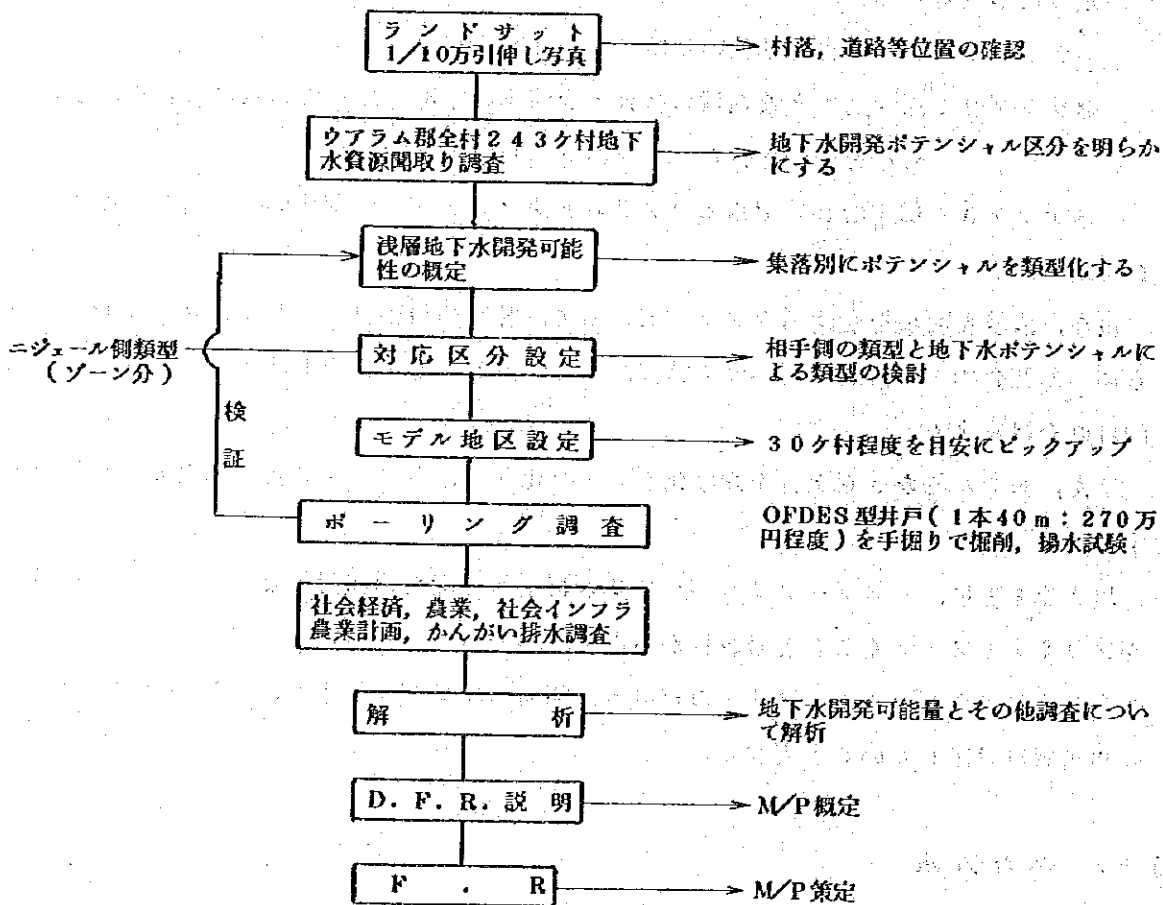 ランドサット
1/10万引伸し写真
村落，道路等位置の確認
ウアラム郡全村243ケ村地下
水資源聞取り調査
地下水開発ポテンシャル区分を明らか
にする
浅層地下水開発可能
性の概定
集落別にポテンシャルを類型化する
ニジェール側類型
（ゾーン分）
対応区分設定
相手側の類型と地下水ポテンシャルに
よる類型の検討
検
証
モデル地区設定
30ケ村程度を目安にピックアップ
ボーリング調査
OFDES型井戸（1本40m：270万
円程度）を手掘りで掘削，揚水試験
社会経済，農業，社会インフラ
農業計画，かんがい排水調査
解析
地下水開発可能量とその他調査につい
て解析
D．F．R．説明
M/P概定
F．R
M/P策定